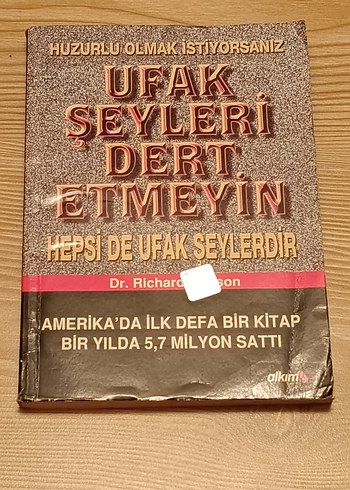 HUZURLU OLMAK İSTİYORSANIZ
UFAK
ŞEYLERİ
DERT
ETMEYİN
HEPSİ DE UFAK ŞEYLERDİR
Dr. Richard son
AMERİKA'DA İLK DEFA BİR KİTAP
BİR YILDA 5,7 MİLYON SATTI
alkım